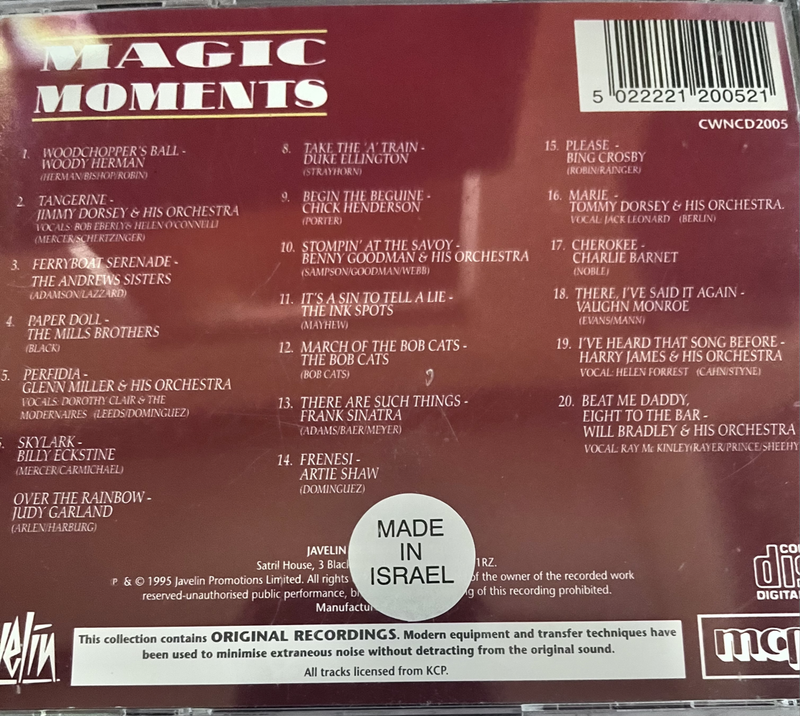 MAGIC
MOMENTS
5 022221 200521
CWNCD2005
1. WOODCHOPPER'S BALL -
WOODY HERMAN
(HERMAN/BISHOP/ROBIN)
2. TANGERINE -
JIMMY DORSEY & HIS ORCHESTRA
VOCALS: BOB EBERLY & HELEN O'CONNELL
(MERCER/SCHERTZINGER)
3. FERRYBOAT SERENADE -
THE ANDREWS SISTERS
(ADAMSON/LAZZARD)
4. PAPER DOLL -
THE MILLS BROTHERS
(BLACK)
5. PERFIDIA -
GLENN MILLER & HIS ORCHESTRA
VOCALS: DOROTHY CLAIR & THE
MODERNAIRES (LEEDS/DOMINGUEZ)
SKYLARK -
BILLY ECKSTINE
(MERCER/CARMICHAEL)
OVER THE RAINBOW -
JUDY GARLAND
(ARLEN/HARBURG)
8. TAKE THE 'A' TRAIN -
DUKE ELLINGTON
(STRAYHORN)
9. BEGIN THE BEGUINE -
CHICK HENDERSON
(PORTER)
10. STOMPIN' AT THE SAVOY -
BENNY GOODMAN & HIS ORCHESTRA
(SAMPSON/GOODMAN/WEBB)
11. IT'S A SIN TO TELL A LIE -
THE INK SPOTS
(MAYHEW)
12. MARCH OF THE BOB CATS -
THE BOB CATS
(BOB CATS)
13. THERE ARE SUCH THINGS -
FRANK SINATRA
(ADAMS/BAER/MEYER)
14. FRENESI -
ARTIE SHAW
(DOMINGUEZ)
15. PLEASE -
BING CROSBY
(ROBIN/RAINGER)
16. MARIE -
TOMMY DORSEY & HIS ORCHESTRA.
VOCAL: JACK LEONARD (BERLIN)
17. CHEROKEE -
CHARLIE BARNET
(NOBLE)
18. THERE, I'VE SAID IT AGAIN -
VAUGHN MONROE
(EVANS/MANN)
19. I'VE HEARD THAT SONG BEFORE -
HARRY JAMES & HIS ORCHESTRA
VOCAL: HELEN FORREST (CAHN/STYNE)
20. BEAT ME DADDY,
EIGHT TO THE BAR -
WILL BRADLEY & HIS ORCHESTRA
VOCAL: RAY Mc KINLEY (RAYER/PRINCE/SHEEHY
MADE
IN
ISRAEL
JAVELIN
Satril House, 3 Blac 1RZ.
P & © 1995 Javelin Promotions Limited. All rights of the owner of the recorded work
reserved-unauthorised public performance, b g of this recording prohibited.
Manufactur
velin
This collection contains ORIGINAL RECORDINGS. Modern equipment and transfer techniques have
been used to minimise extraneous noise without detracting from the original sound.
All tracks licensed from KCP.
CO
dis
DIGITAL
mcp